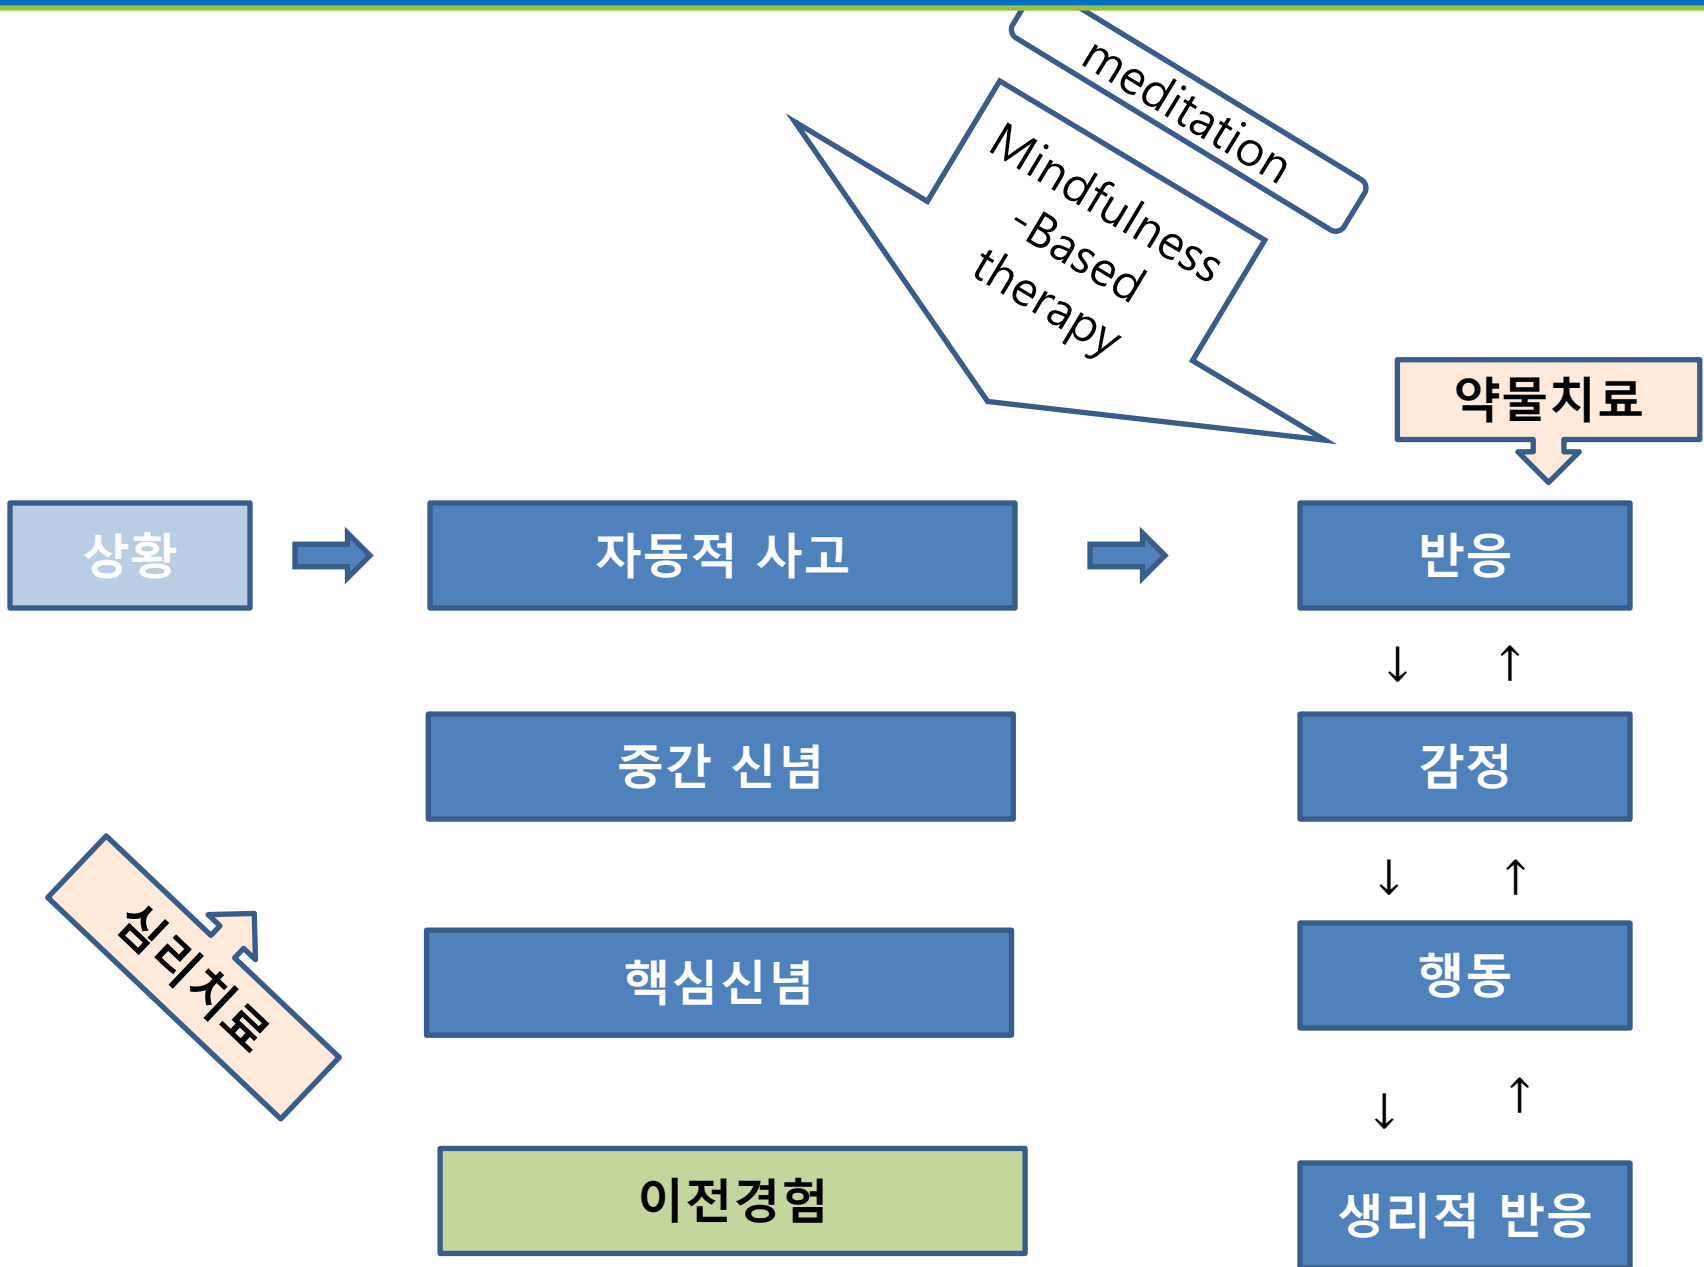 meditation
Mindfulness
-Based
therapy
약물치료
상황
자동적 사고
반응
↓ ↑
중간 신념
감정
↓ ↑
심리치료
핵심신념
행동
↓ ↑
이전경험
생리적 반응